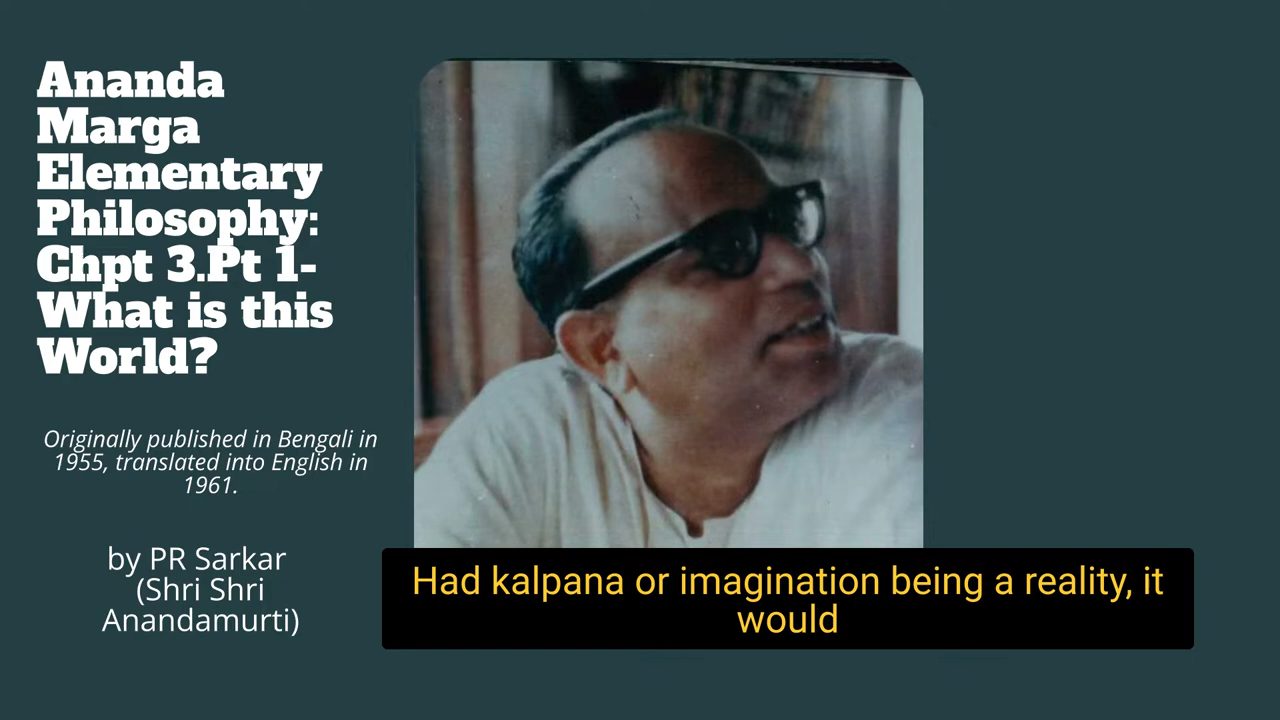 Ananda
Marga
Elementary
Philosophy:
Chpt 3.Pt 1-
What is this
World?
Originally published in Bengali in
1955, translated into English in
1961.
by PR Sarkar
(Shri Shri
Anandamurti)
Had kalpana or imagination being a reality, it
would